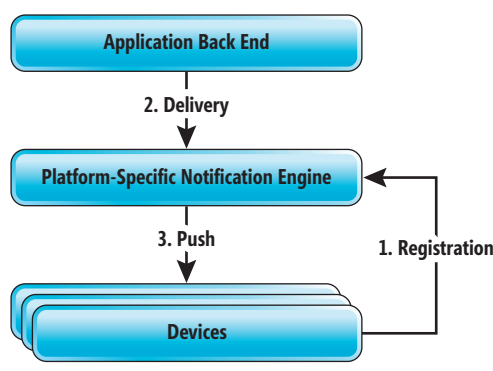 Application Back End
2. Delivery
Platform-Specific Notification Engine
3. Push
1. Registration
Devices